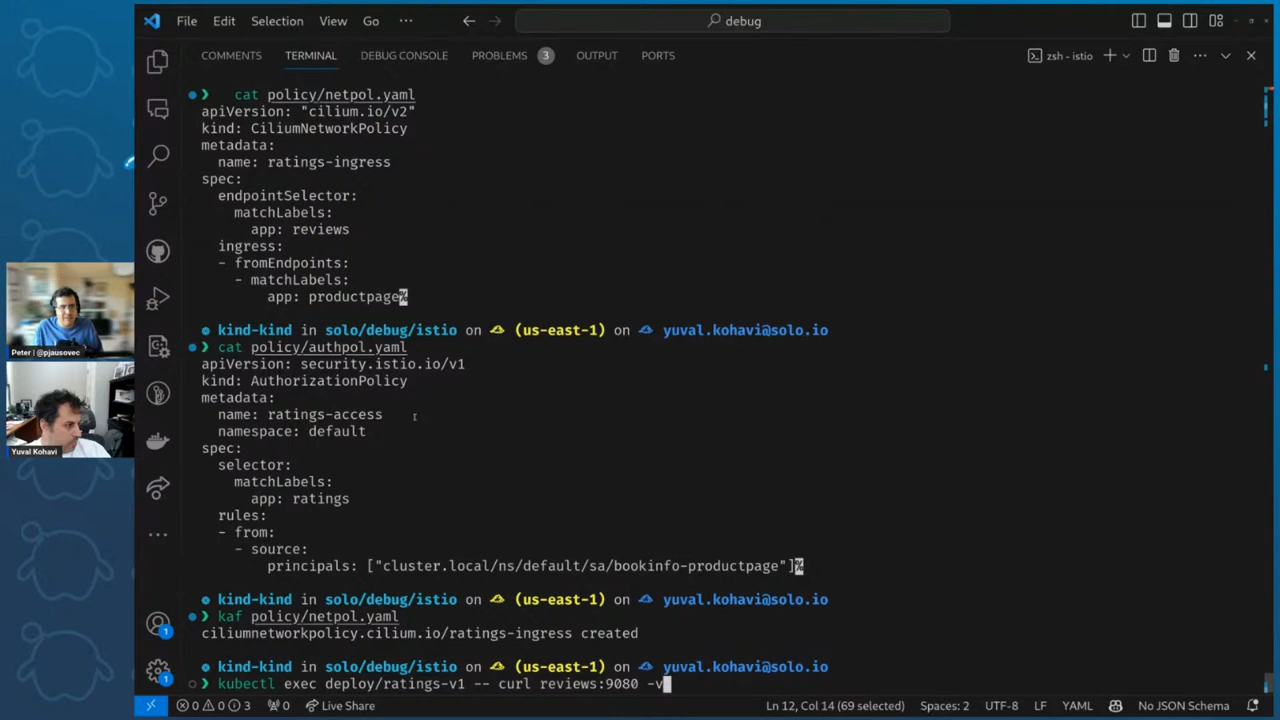 File Edit Selection View Go ··· debug
COMMENTS TERMINAL DEBUG CONSOLE PROBLEMS 3 OUTPUT PORTS zsh - istio
❯ cat policy/netpol.yaml
apiVersion: "cilium.io/v2"
kind: CiliumNetworkPolicy
metadata:
  name: ratings-ingress
spec:
  endpointSelector:
    matchLabels:
      app: reviews
  ingress:
  - fromEndpoints:
    - matchLabels:
        app: productpage%
kind-kind in solo/debug/istio on (us-east-1) on yuval.kohavi@solo.io
❯ cat policy/authpol.yaml
apiVersion: security.istio.io/v1
kind: AuthorizationPolicy
metadata:
  name: ratings-access
  namespace: default
spec:
  selector:
    matchLabels:
      app: ratings
  rules:
  - from:
    - source:
        principals: ["cluster.local/ns/default/sa/bookinfo-productpage"]%
kind-kind in solo/debug/istio on (us-east-1) on yuval.kohavi@solo.io
❯ kaf policy/netpol.yaml
ciliumnetworkpolicy.cilium.io/ratings-ingress created
kind-kind in solo/debug/istio on (us-east-1) on yuval.kohavi@solo.io
❯ kubectl exec deploy/ratings-v1 -- curl reviews:9080 -v
Peter | @pjausovec
Yuval Kohavi
1
1
0 0 3 0 Live Share Ln 12, Col 14 (69 selected) Spaces: 2 UTF-8 LF YAML No JSON Schema